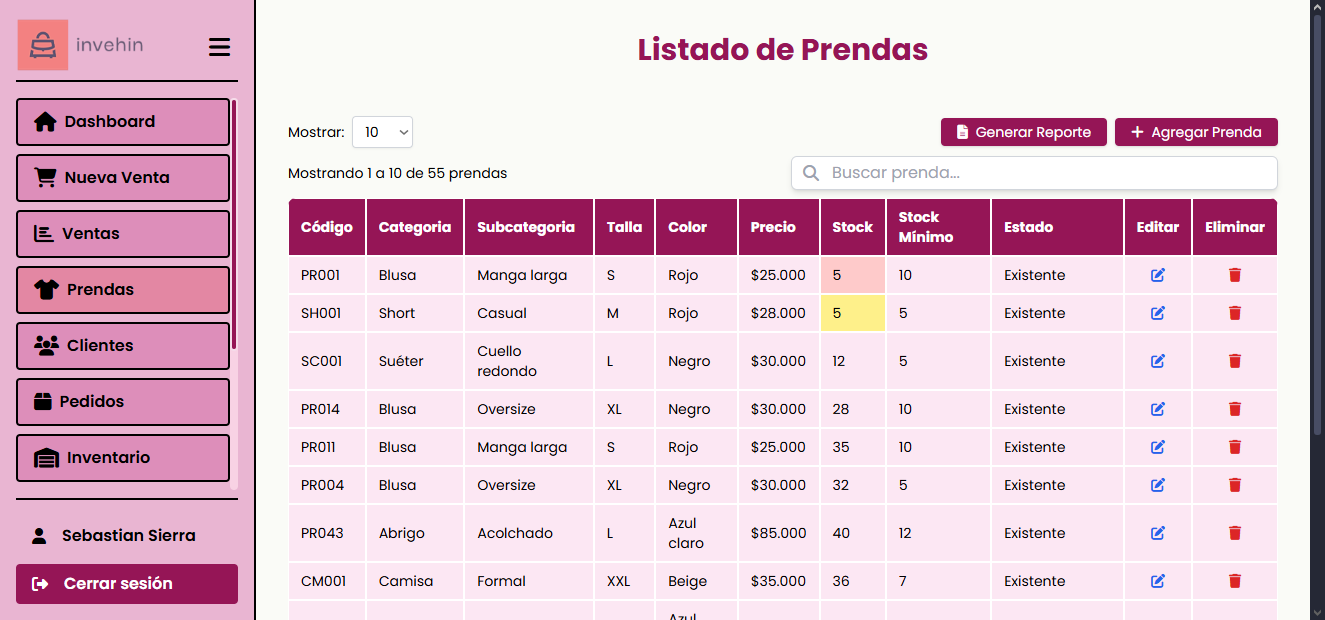 invehin
Dashboard
Nueva Venta
Ventas
Prendas
Clientes
Pedidos
Inventario
Sebastian Sierra
Cerrar sesión
Listado de Prendas
Mostrar: 10
Generar Reporte
Agregar Prenda
Mostrando 1 a 10 de 55 prendas
Buscar prenda...
Código Categoria Subcategoria Talla Color Precio Stock Stock Mínimo Estado Editar Eliminar
PR001 Blusa Manga larga S Rojo $25.000 5 10 Existente
SH001 Short Casual M Rojo $28.000 5 5 Existente
SC001 Suéter Cuello redondo L Negro $30.000 12 5 Existente
PR014 Blusa Oversize XL Negro $30.000 28 10 Existente
PR011 Blusa Manga larga S Rojo $25.000 35 10 Existente
PR004 Blusa Oversize XL Negro $30.000 32 5 Existente
PR043 Abrigo Acolchado L Azul claro $85.000 40 12 Existente
CM001 Camisa Formal XXL Beige $35.000 36 7 Existente
Azul